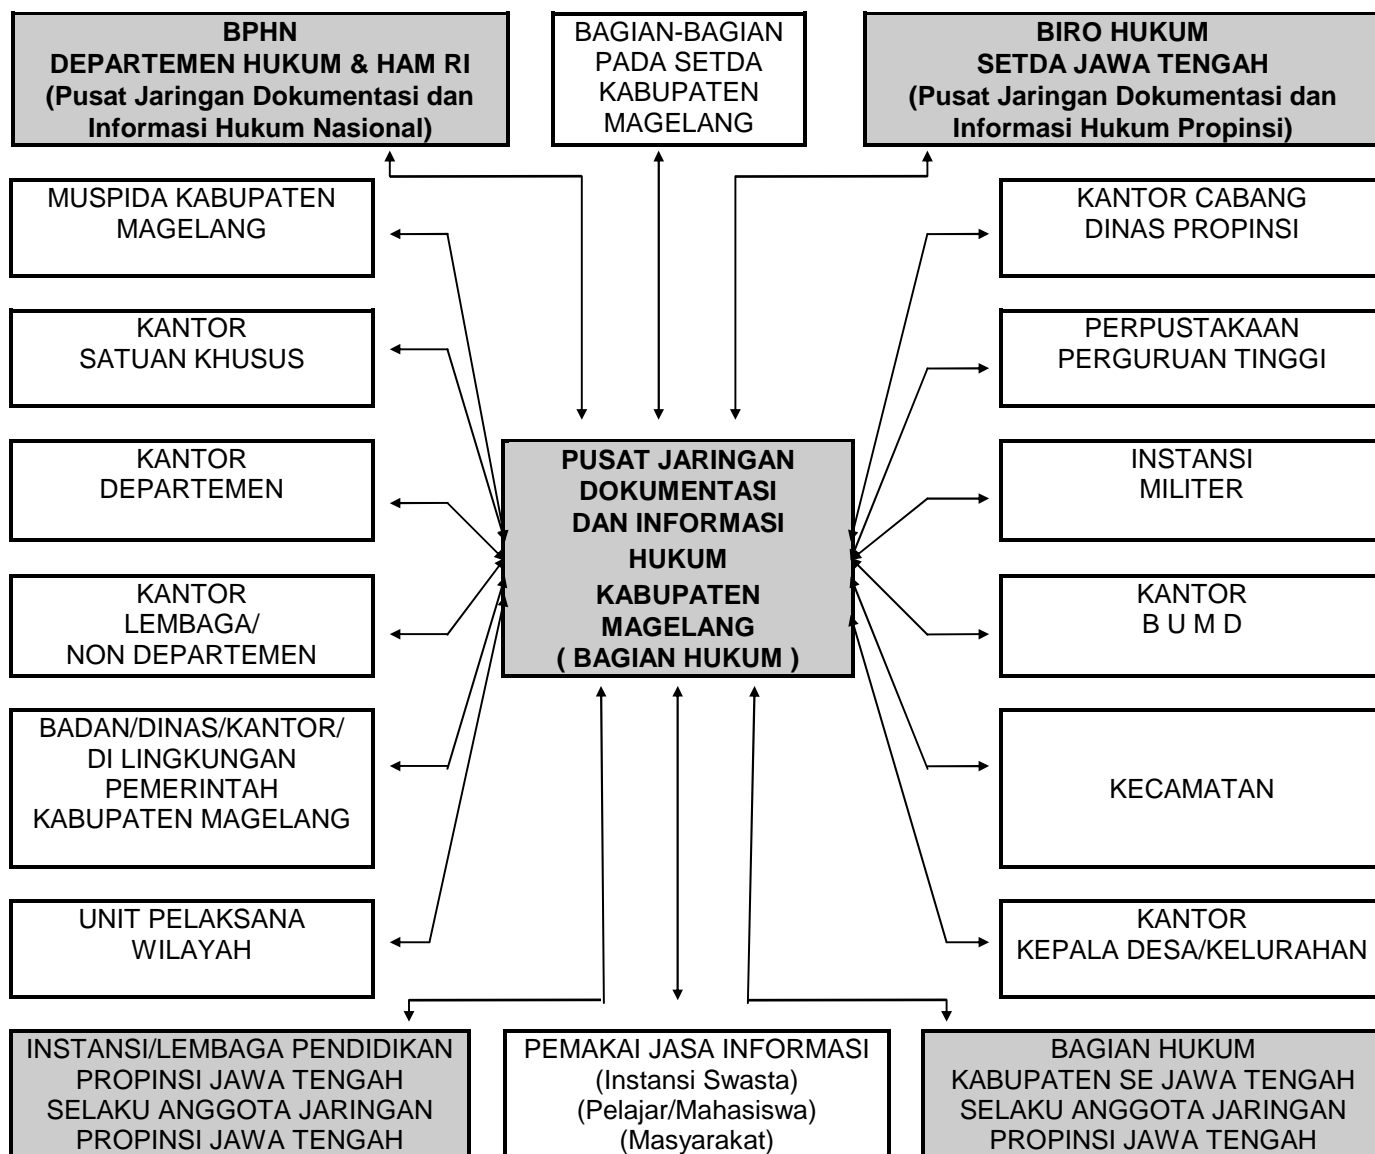 BPHN
DEPARTEMEN HUKUM & HAM RI
(Pusat Jaringan Dokumentasi dan
Informasi Hukum Nasional)
BAGIAN-BAGIAN
PADA SETDA
KABUPATEN
MAGELANG
BIRO HUKUM
SETDA JAWA TENGAH
(Pusat Jaringan Dokumentasi dan
Informasi Hukum Propinsi)
MUSPIDA KABUPATEN
MAGELANG
KANTOR
SATUAN KHUSUS
KANTOR
DEPARTEMEN
KANTOR
LEMBAGA/
NON DEPARTEMEN
BADAN/DINAS/KANTOR/
DI LINGKUNGAN
PEMERINTAH
KABUPATEN MAGELANG
UNIT PELAKSANA
WILAYAH
PUSAT JARINGAN
DOKUMENTASI
DAN INFORMASI
HUKUM
KABUPATEN
MAGELANG
( BAGIAN HUKUM )
KANTOR CABANG
DINAS PROPINSI
PERPUSTAKAAN
PERGURUAN TINGGI
INSTANSI
MILITER
KANTOR
B U M D
KECAMATAN
KANTOR
KEPALA DESA/KELURAHAN
INSTANSI/LEMBAGA PENDIDIKAN
PROPINSI JAWA TENGAH
SELAKU ANGGOTA JARINGAN
PROPINSI JAWA TENGAH
PEMAKAI JASA INFORMASI
(Instansi Swasta)
(Pelajar/Mahasiswa)
(Masyarakat)
BAGIAN HUKUM
KABUPATEN SE JAWA TENGAH
SELAKU ANGGOTA JARINGAN
PROPINSI JAWA TENGAH